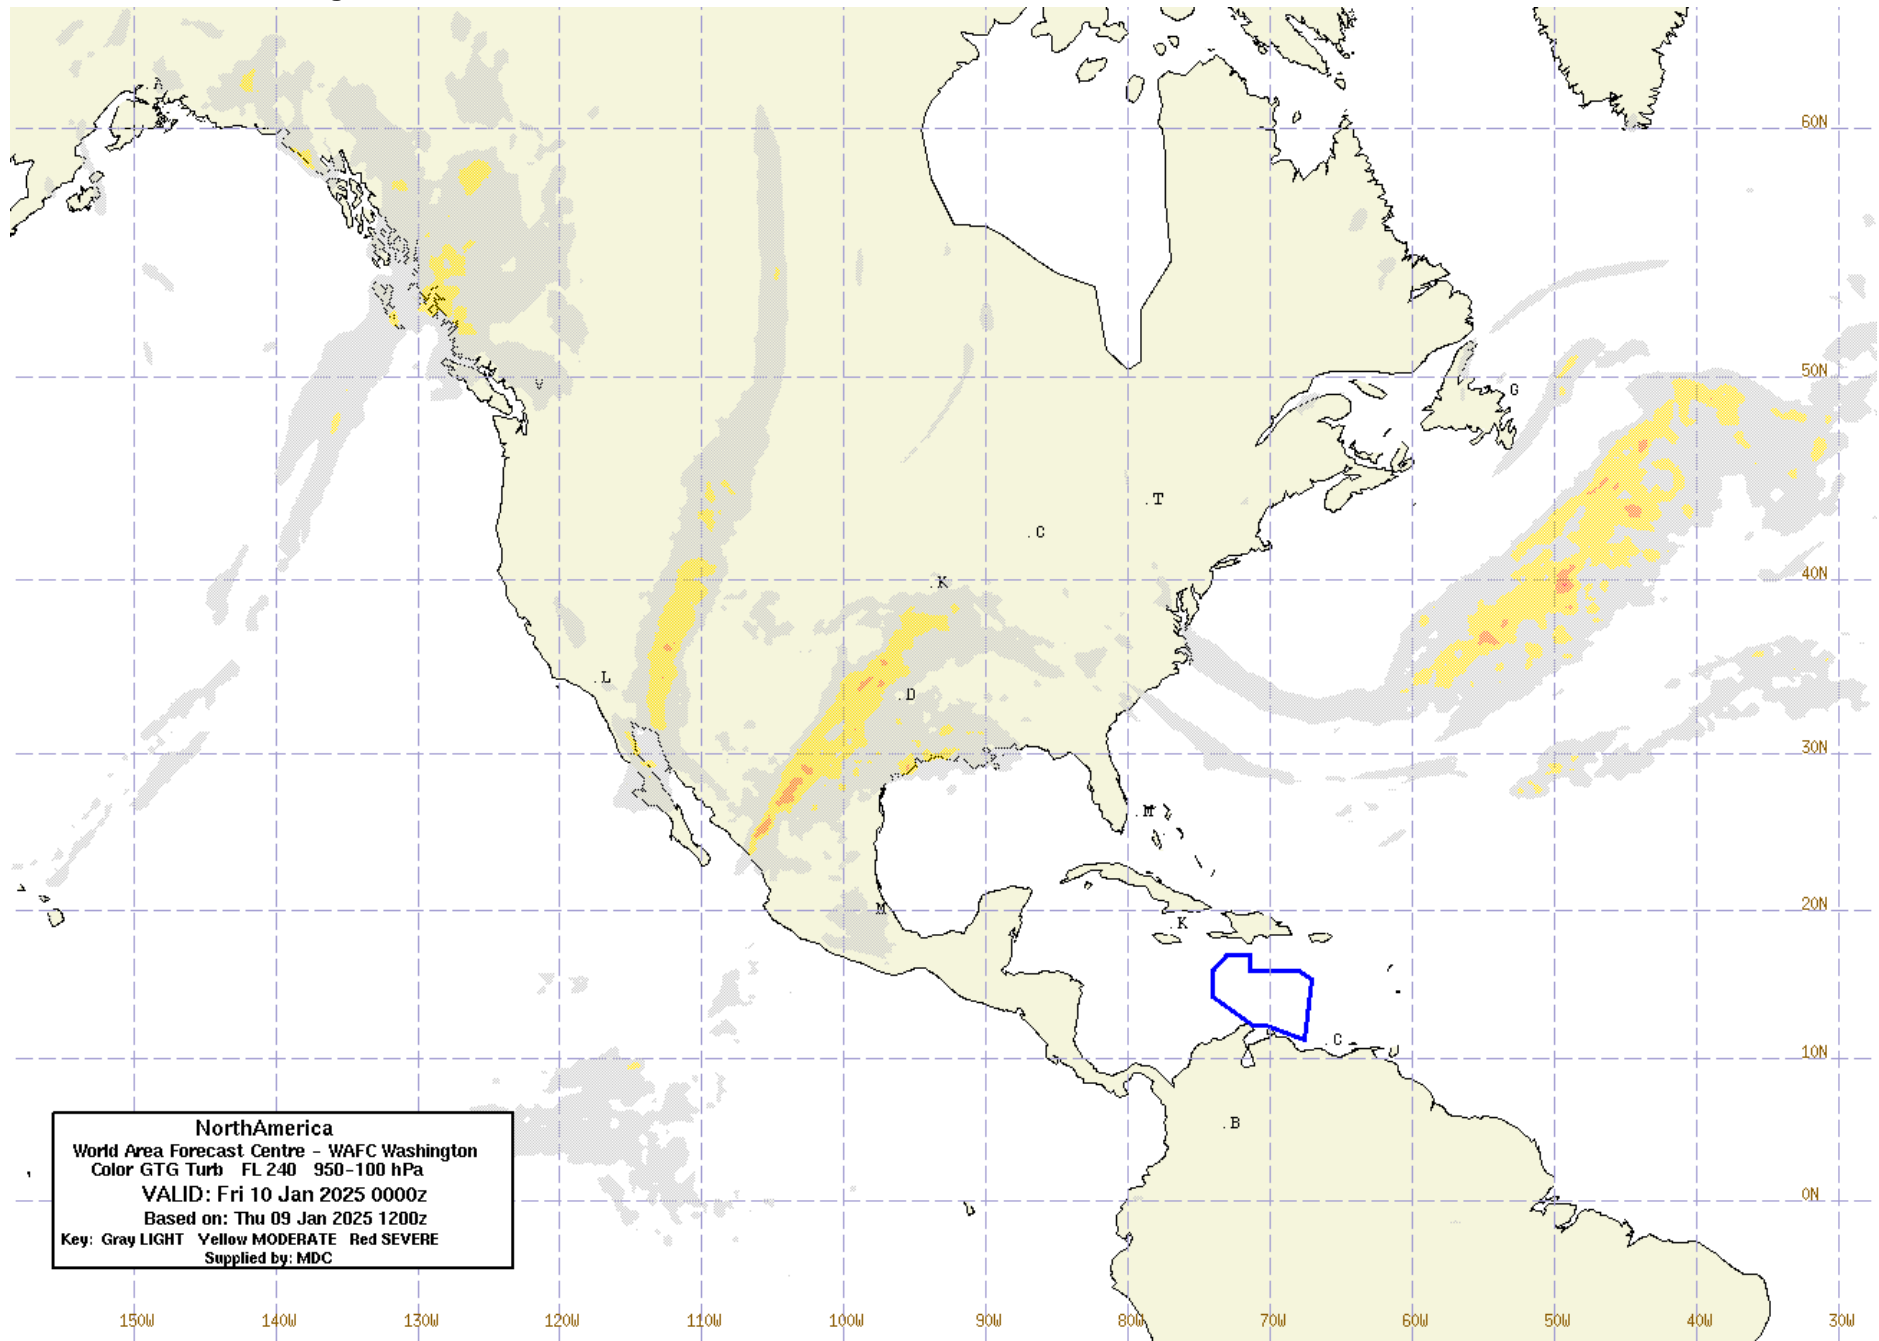 A
60N
S
V
50N
G
T
C
K
40N
L
D
30N
M
M
20N
K
C
10N
B
NorthAmerica
World Area Forecast Centre - WAFC Washington
Color GTG Turb FL 240 950-100 hPa
VALID: Fri 10 Jan 2025 0000z
Based on: Thu 09 Jan 2025 1200z
Key: Gray LIGHT Yellow MODERATE Red SEVERE
Supplied by: MDC
0N
150W 140W 130W 120W 110W 100W 90W 80W 70W 60W 50W 40W 30W